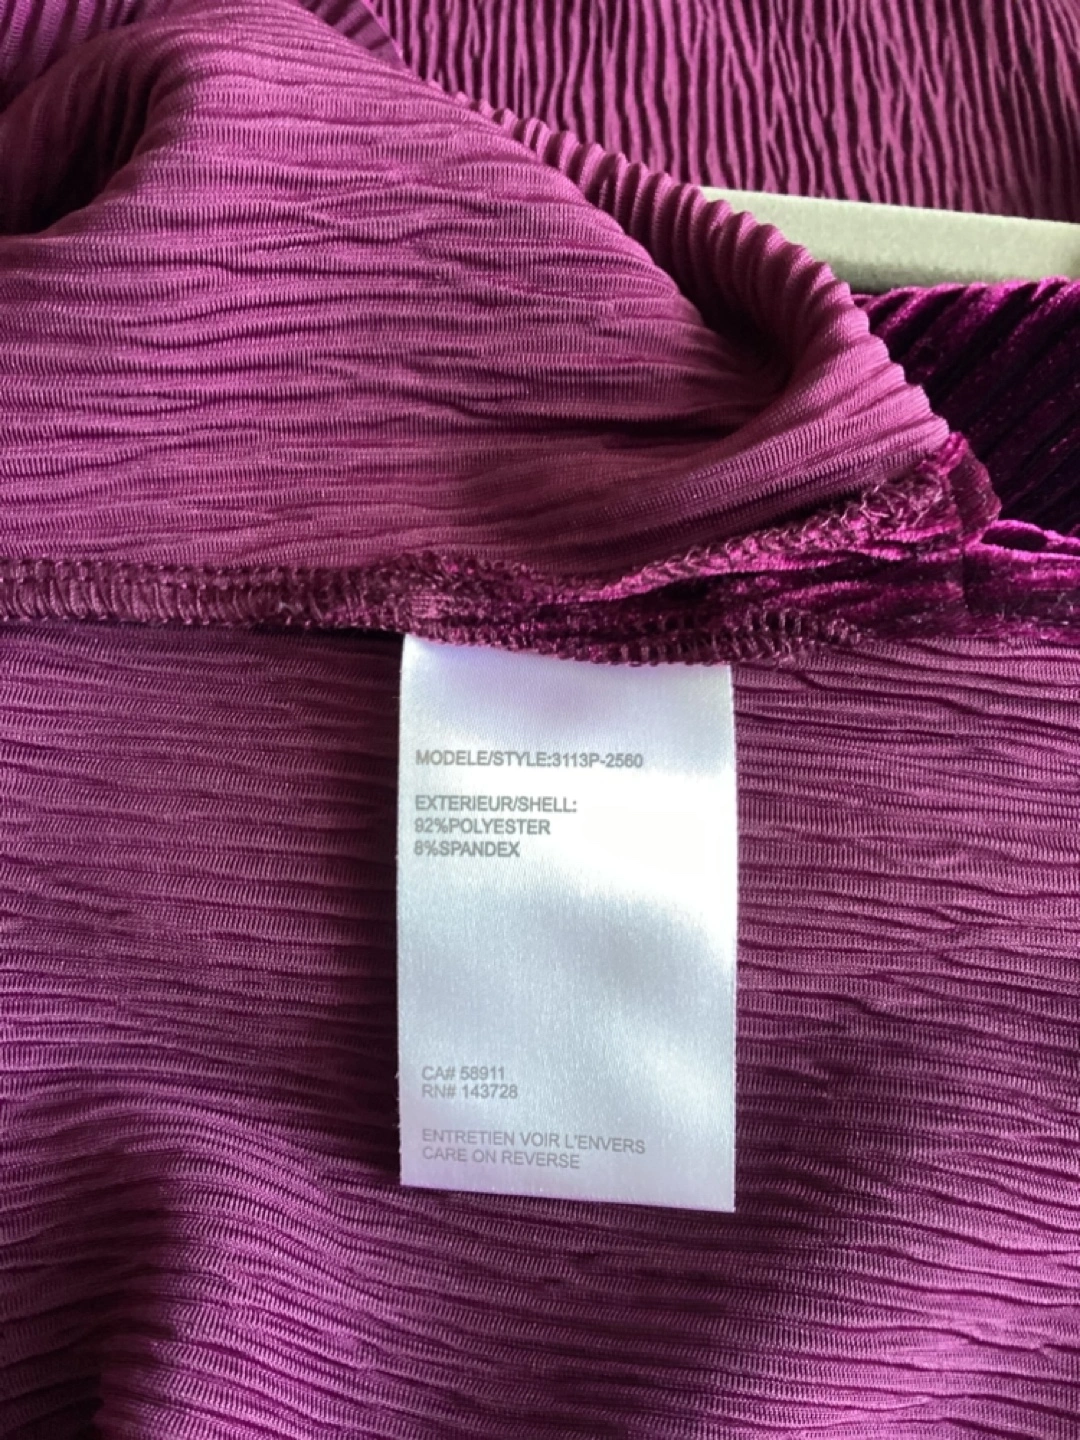 MODELE/STYLE:3113P-2560
EXTERIEUR/SHELL:
92%POLYESTER
8%SPANDEX
CA# 58911
RN# 143728
ENTRETIEN VOIR L'ENVERS
CARE ON REVERSE